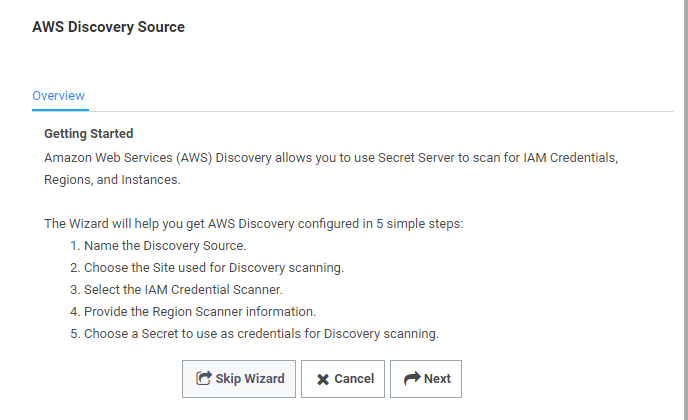 AWS Discovery Source
Overview
Getting Started
Amazon Web Services (AWS) Discovery allows you to use Secret Server to scan for IAM Credentials,
Regions, and Instances.
The Wizard will help you get AWS Discovery configured in 5 simple steps:
1. Name the Discovery Source.
2. Choose the Site used for Discovery scanning.
3. Select the IAM Credential Scanner.
4. Provide the Region Scanner information.
5. Choose a Secret to use as credentials for Discovery scanning.
Skip Wizard Cancel Next